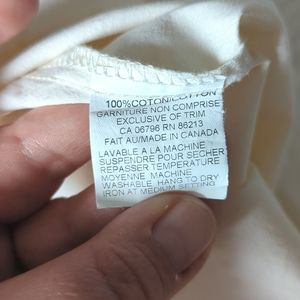 100% COTON/COTTON
GARNITURE NON COMPRISE
EXCLUSIVE OF TRIM
CA 06796 RN 86213
FAIT AU/MADE IN CANADA
LAVABLE A LA MACHINE
SUSPENDRE POUR SECHER
REPASSER TEMPERATURE
MOYENNE MACHINE
WASHABLE, HANG TO DRY
IRON AT MEDIUM SETTING